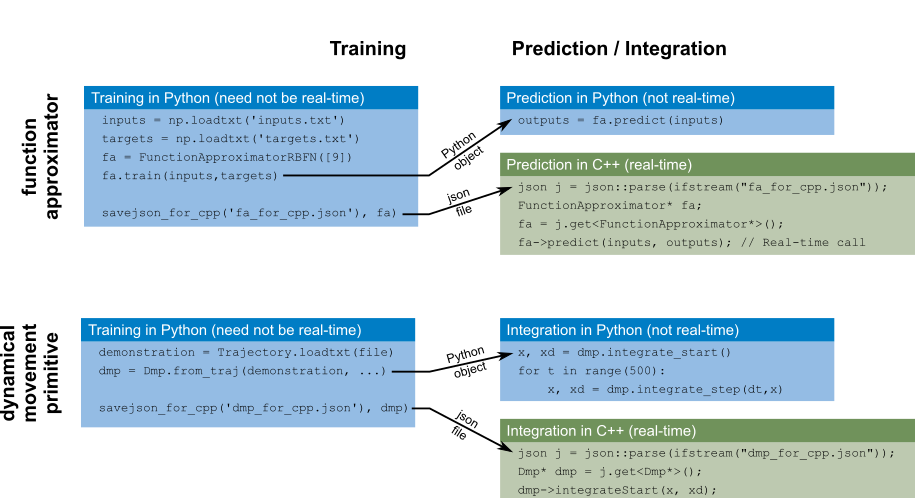 Training
Prediction / Integration
function
approximator
Training in Python (need not be real-time)
inputs = np.loadtxt('inputs.txt')
targets = np.loadtxt('targets.txt')
fa = FunctionApproximatorRBFN([9])
fa.train(inputs,targets)
savejson_for_cpp('fa_for_cpp.json'), fa)
Python
object
json
file
Prediction in Python (not real-time)
outputs = fa.predict(inputs)
Prediction in C++ (real-time)
json j = json::parse(ifstream("fa_for_cpp.json"));
FunctionApproximator* fa;
fa = j.get<FunctionApproximator*>();
fa->predict(inputs, outputs); // Real-time call
dynamical
movement
primitive
Training in Python (need not be real-time)
demonstration = Trajectory.loadtxt(file)
dmp = Dmp.from_traj(demonstration, ...)
savejson_for_cpp('dmp_for_cpp.json'), dmp)
Python
object
json
file
Integration in Python (not real-time)
x, xd = dmp.integrate_start()
for t in range(500):
    x, xd = dmp.integrate_step(dt,x)
Integration in C++ (real-time)
json j = json::parse(ifstream("dmp_for_cpp.json"));
Dmp* dmp = j.get<Dmp*>();
dmp->integrateStart(x, xd);